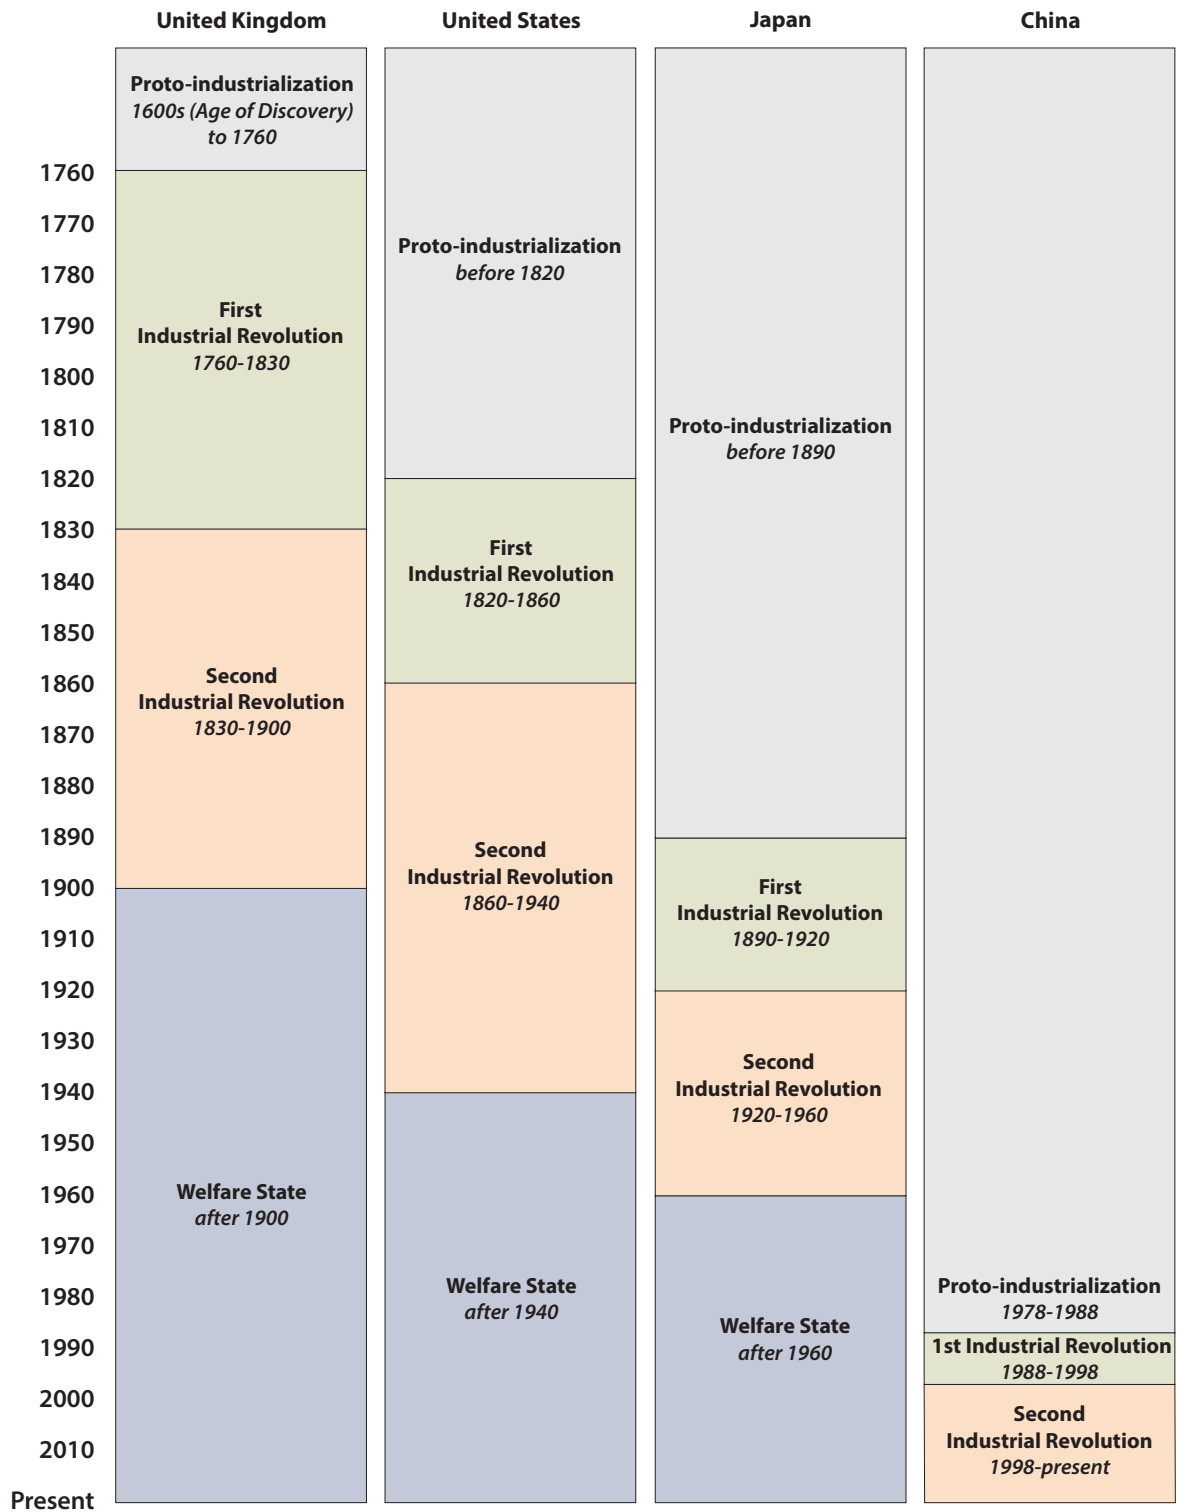 United Kingdom
United States
Japan
China
1760
1770
1780
1790
1800
1810
1820
1830
1840
1850
1860
1870
1880
1890
1900
1910
1920
1930
1940
1950
1960
1970
1980
1990
2000
2010
Present
Proto-industrialization
1600s (Age of Discovery)
to 1760
First
Industrial Revolution
1760-1830
Second
Industrial Revolution
1830-1900
Welfare State
after 1900
Proto-industrialization
before 1820
First
Industrial Revolution
1820-1860
Second
Industrial Revolution
1860-1940
Welfare State
after 1940
Proto-industrialization
before 1890
First
Industrial Revolution
1890-1920
Second
Industrial Revolution
1920-1960
Welfare State
after 1960
Proto-industrialization
1978-1988
1st Industrial Revolution
1988-1998
Second
Industrial Revolution
1998-present